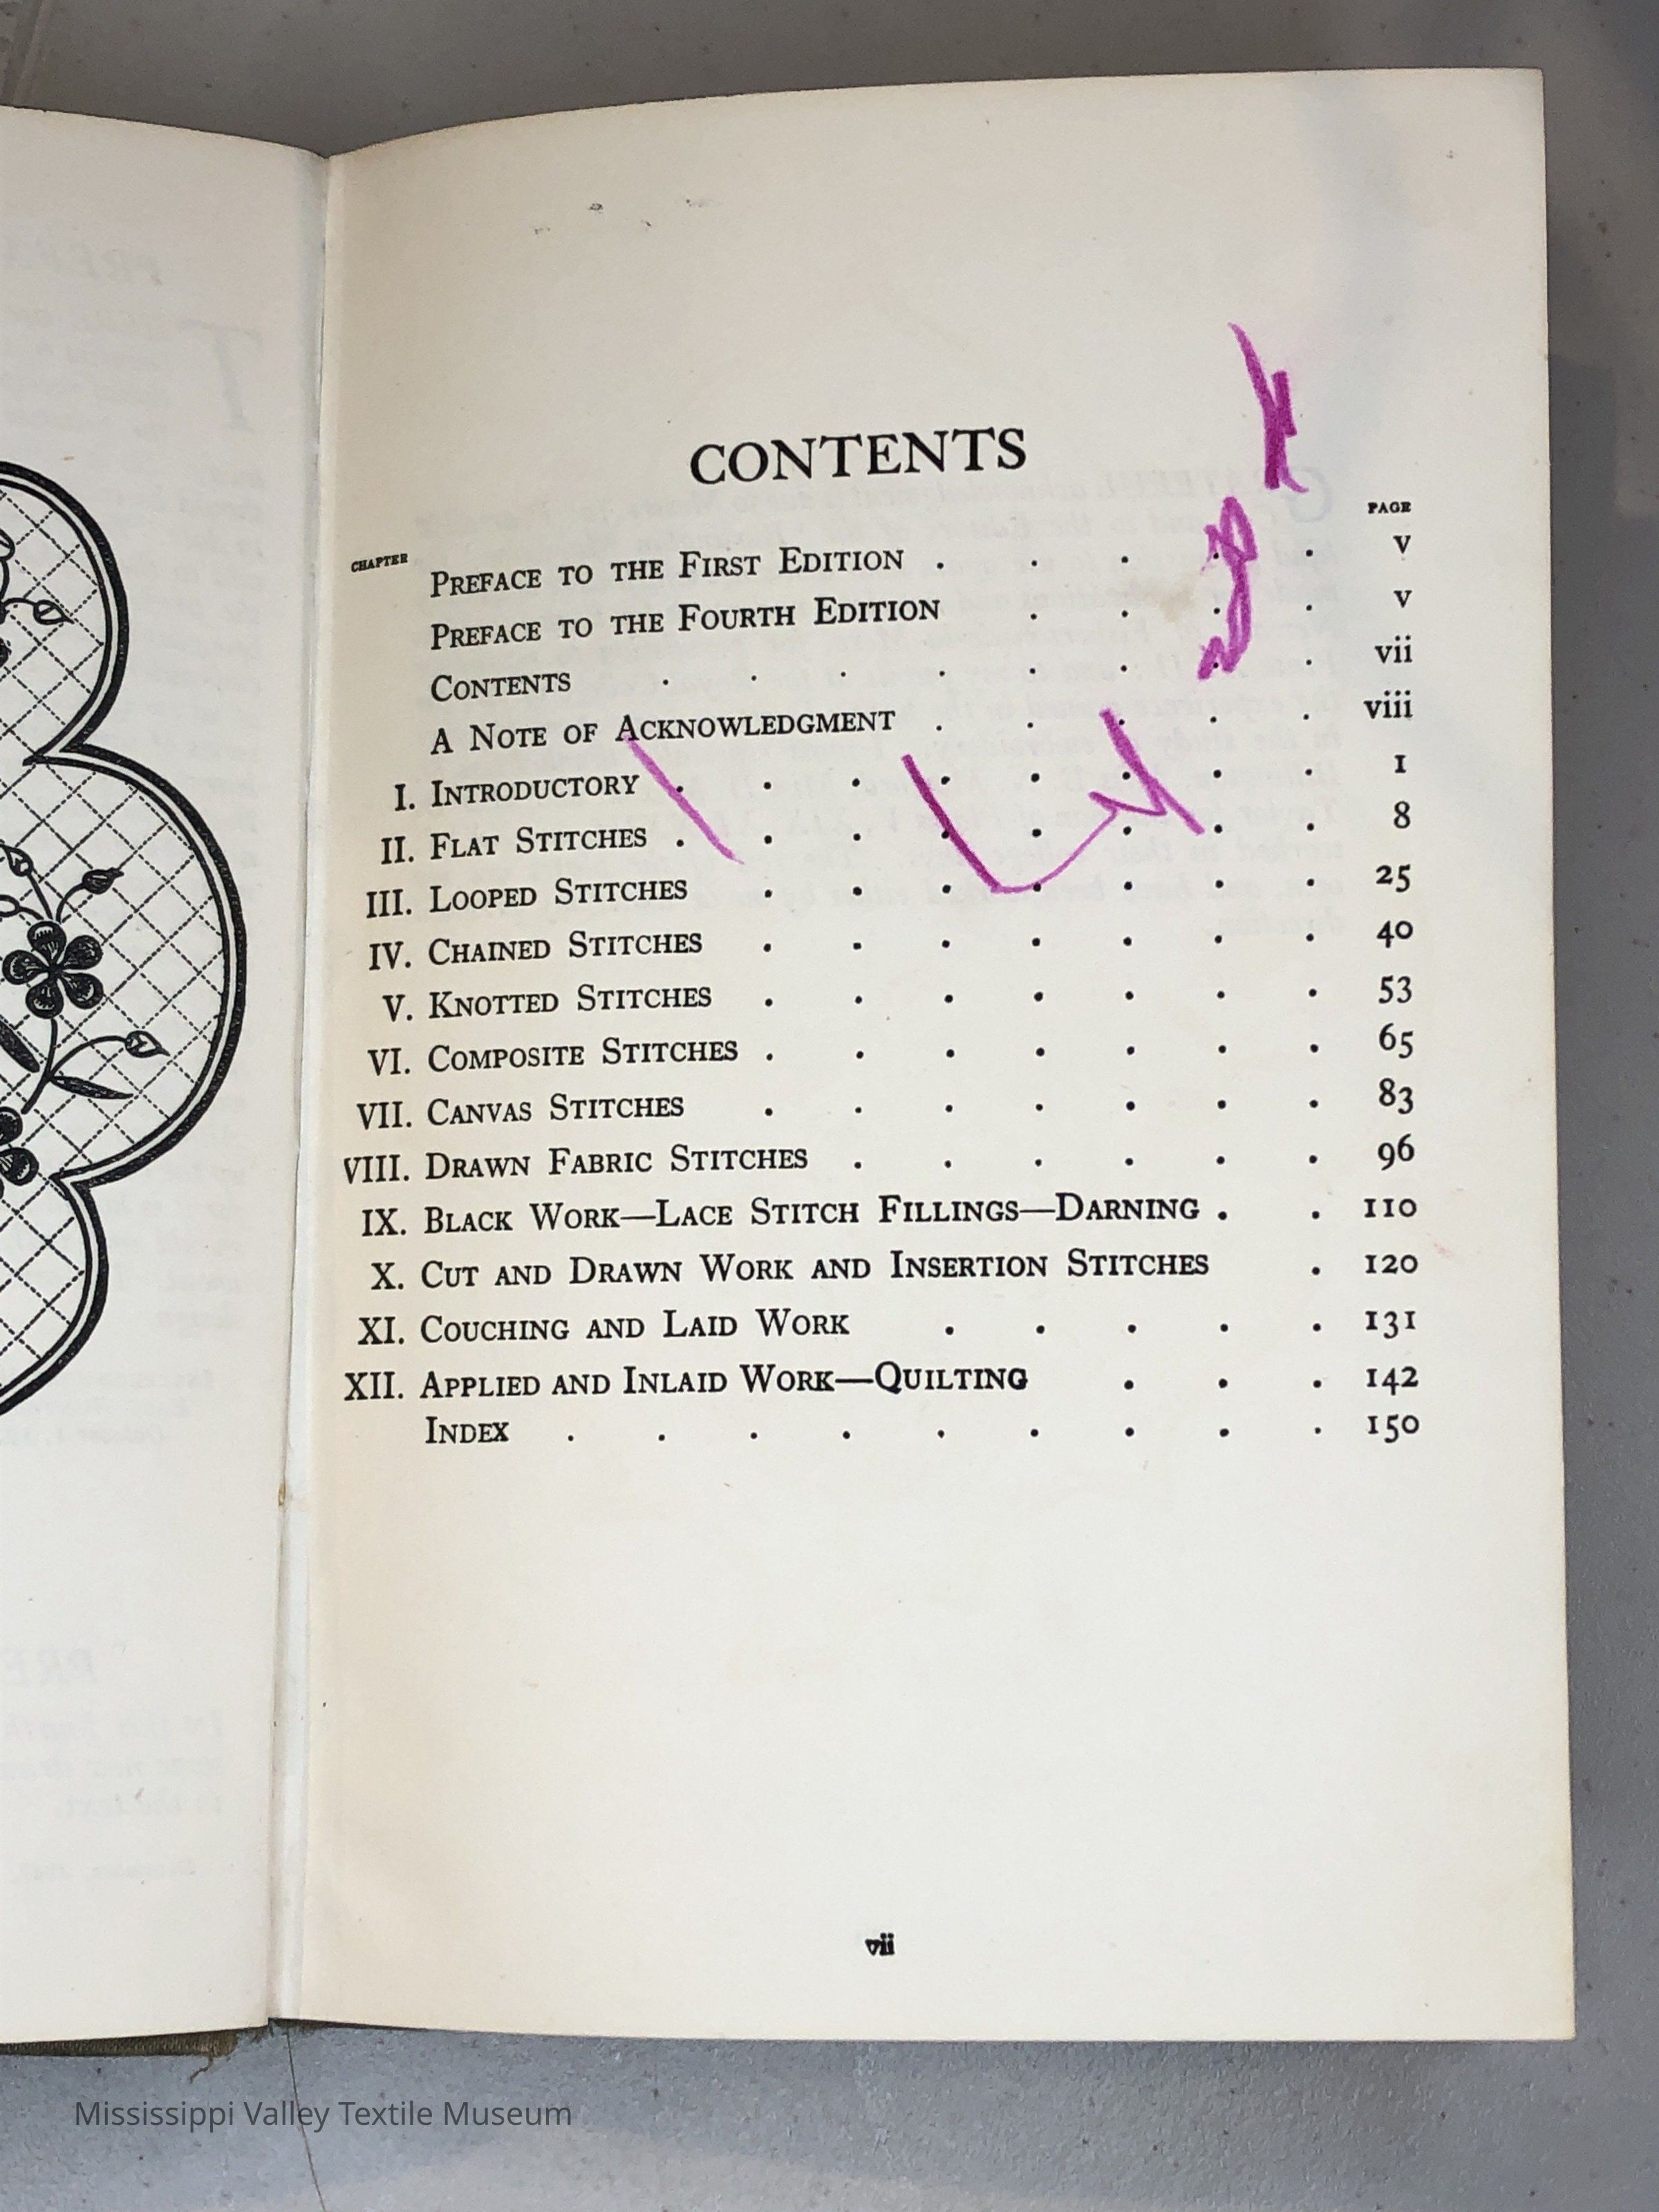 CONTENTS
PAGE
CHAPTER
PREFACE TO THE FIRST EDITION . . . . . v
PREFACE TO THE FOURTH EDITION . . . . v
CONTENTS . . . . . . . . vii
A NOTE OF ACKNOWLEDGMENT . . . . . viii
I. INTRODUCTORY . . . . . . . . 1
II. FLAT STITCHES . . . . . . . . 8
III. LOOPED STITCHES . . . . . . . 25
IV. CHAINED STITCHES . . . . . . . 40
V. KNOTTED STITCHES . . . . . . . 53
VI. COMPOSITE STITCHES . . . . . . . 65
VII. CANVAS STITCHES . . . . . . . 83
VIII. DRAWN FABRIC STITCHES . . . . . . 96
IX. BLACK WORK—LACE STITCH FILLINGS—DARNING . . 110
X. CUT AND DRAWN WORK AND INSERTION STITCHES . 120
XI. COUCHING AND LAID WORK . . . . . 131
XII. APPLIED AND INLAID WORK—QUILTING . . . 142
INDEX . . . . . . . . . 150
vii
Mississippi Valley Textile Museum